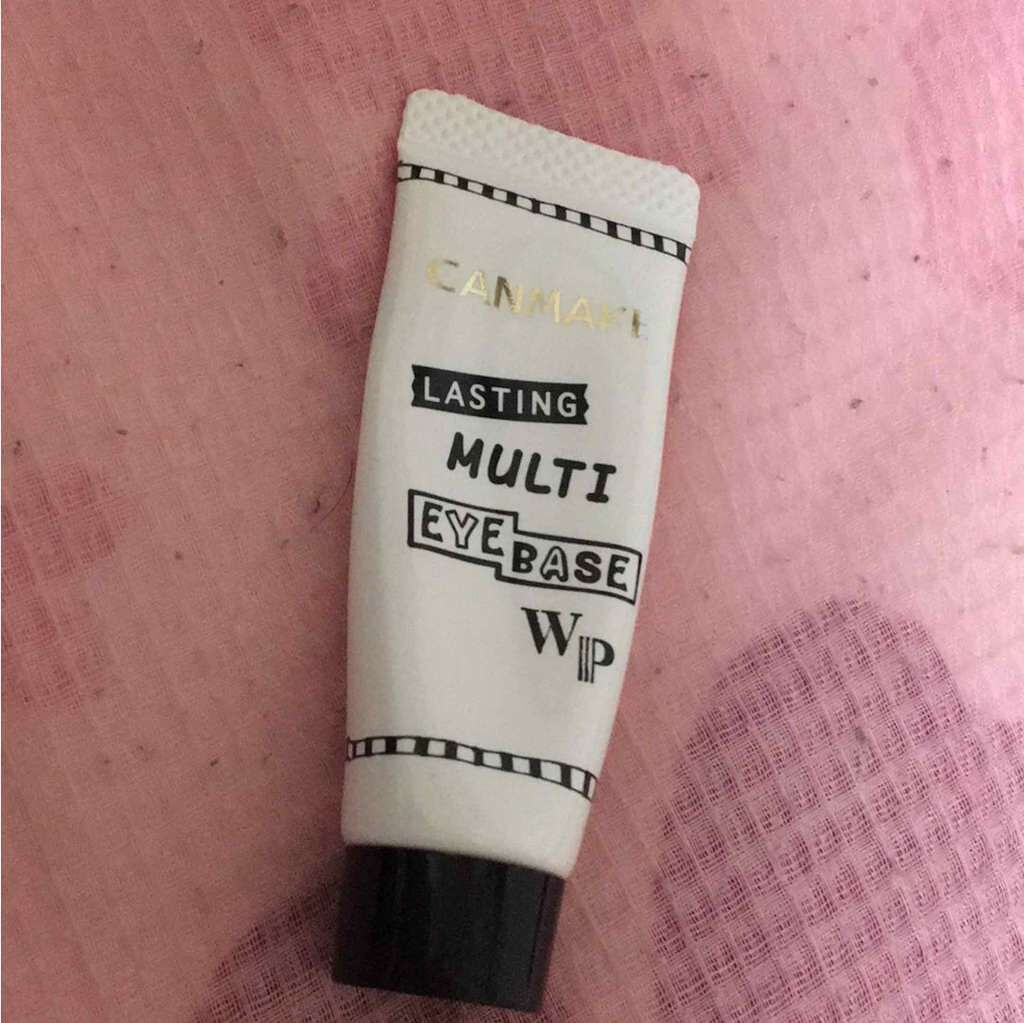 CANMAKE
LASTING
MULTI
EYE BASE
WP